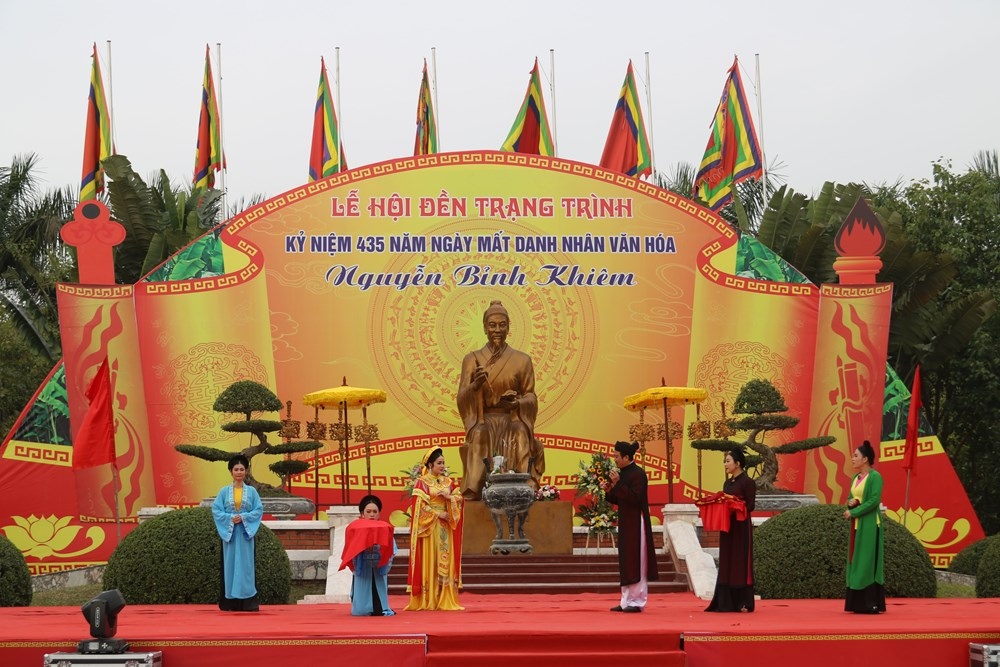 LỄ HỘI ĐỀN TRẠNG TRÌNH
KỶ NIỆM 435 NĂM NGÀY MẤT DANH NHÂN VĂN HÓA
Nguyễn Bỉnh Khiêm